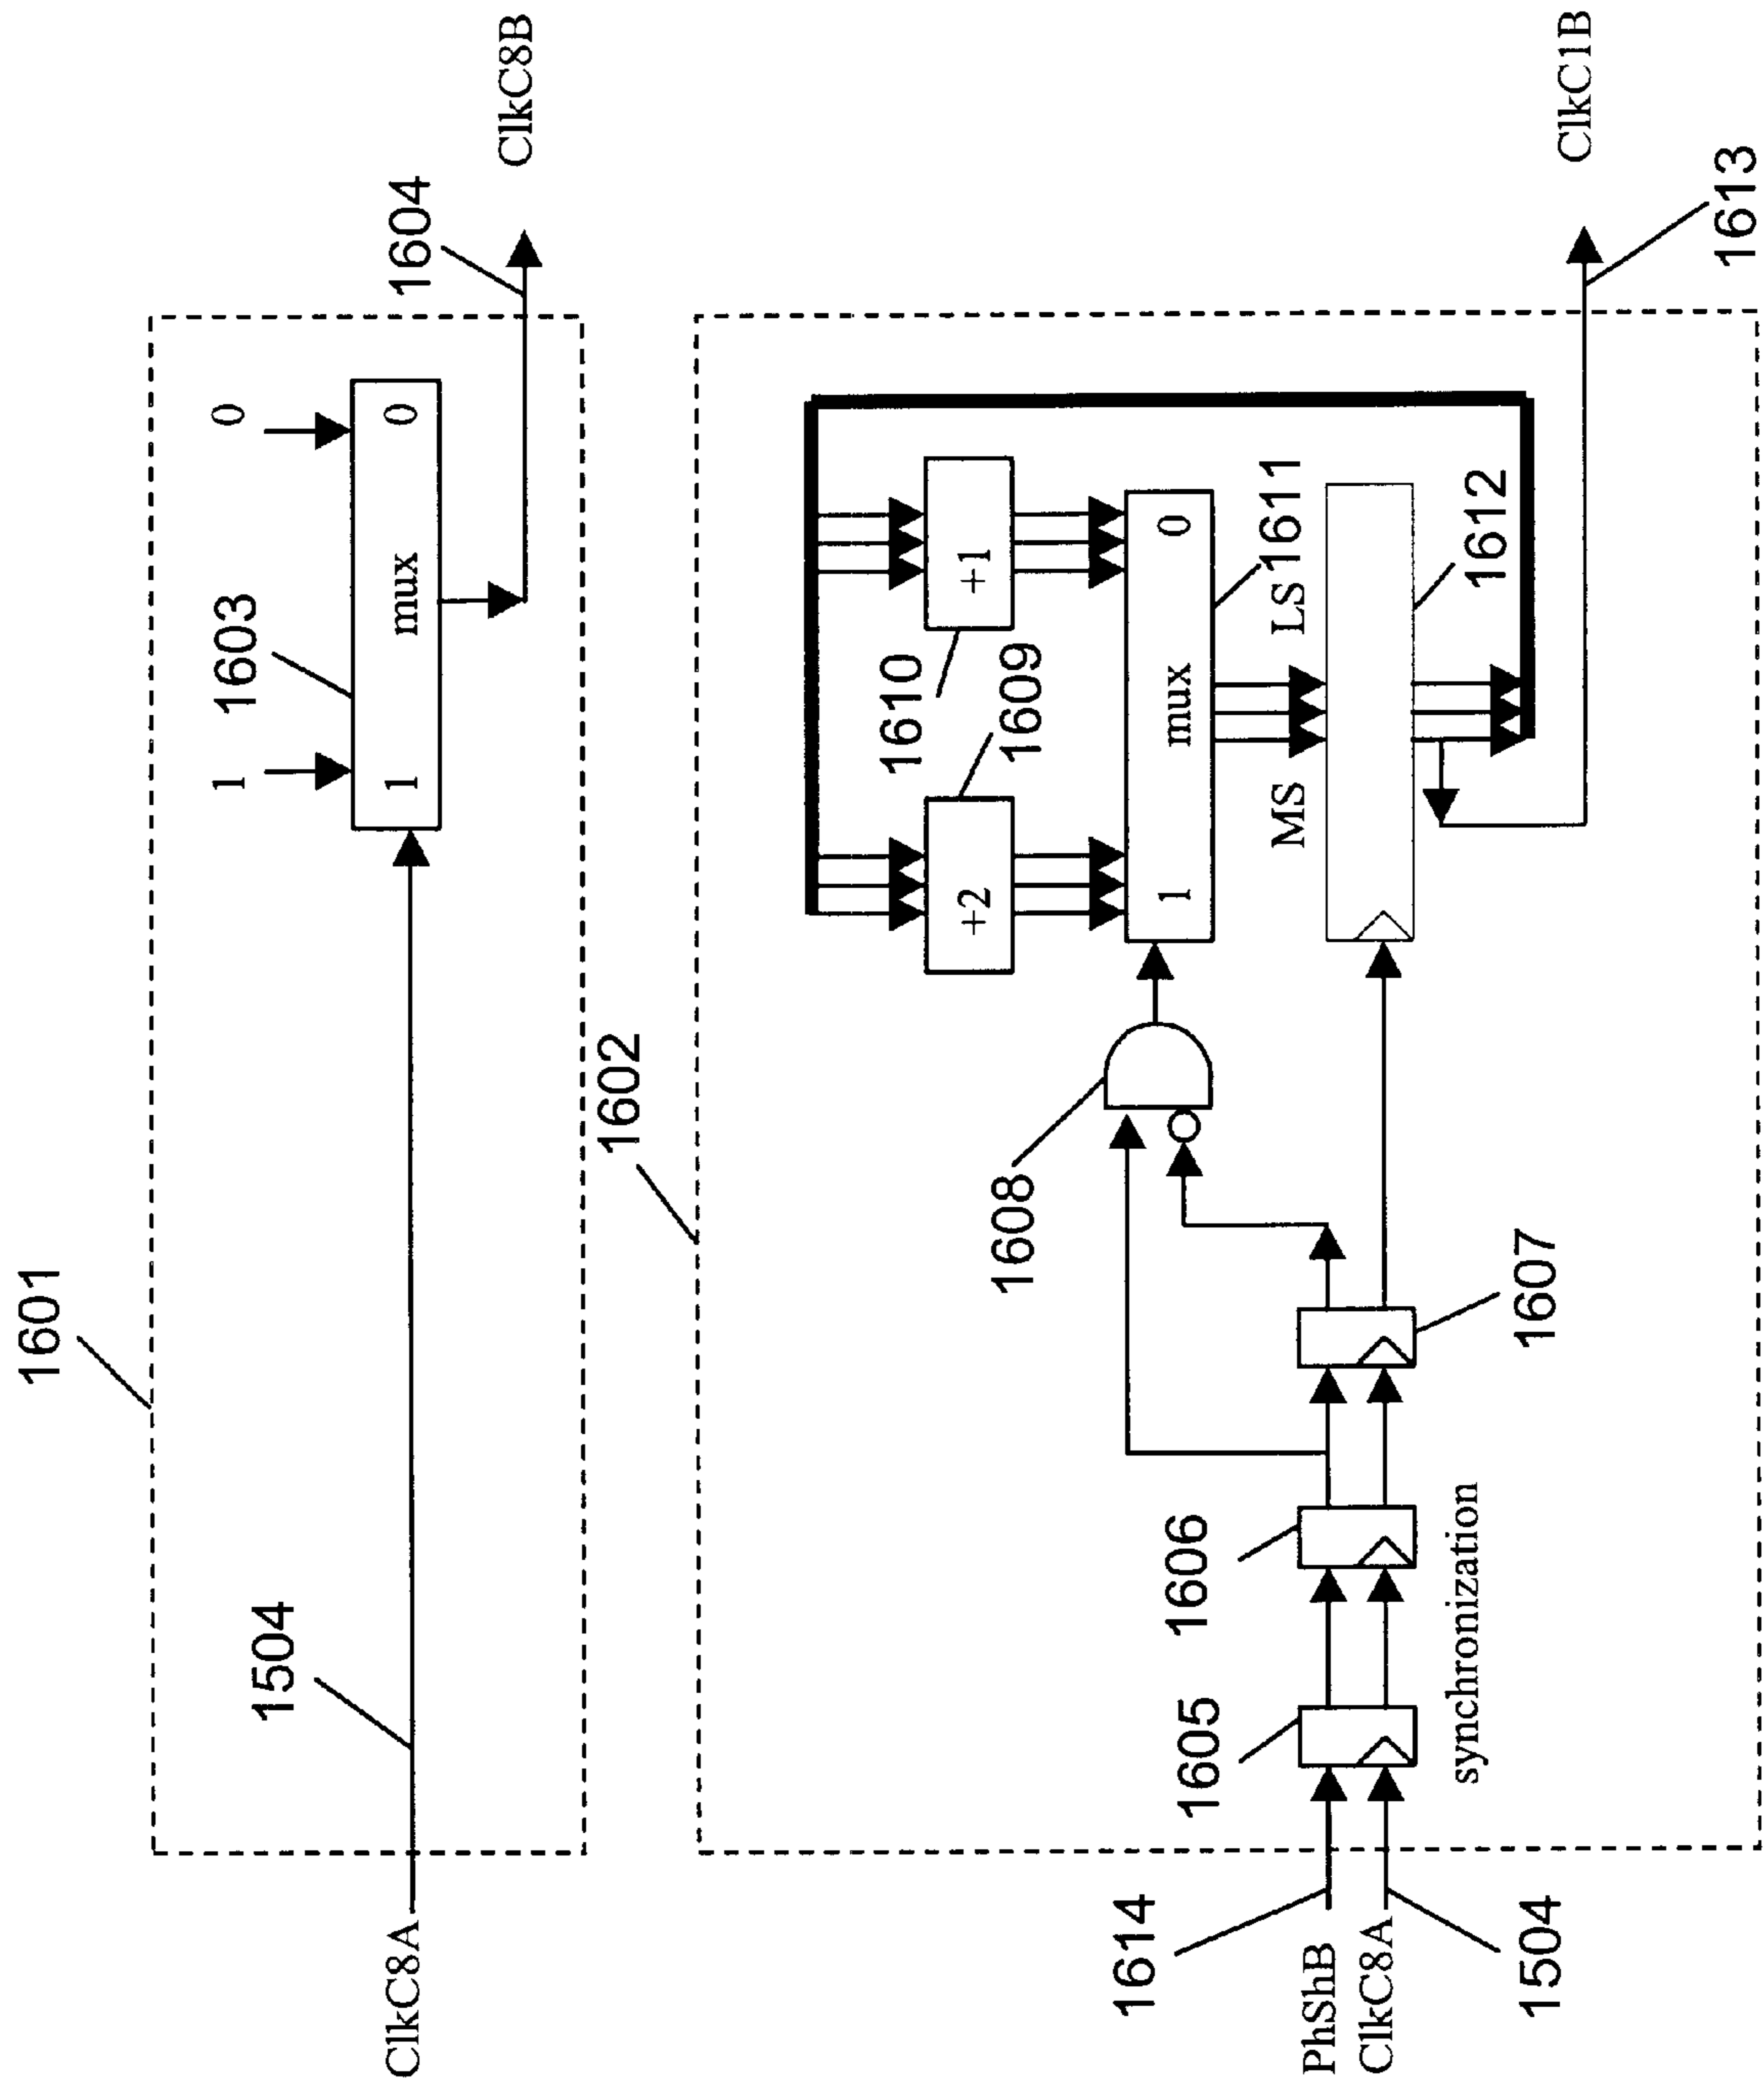 1601
ClkC8A
1504
1603
1
0
1 mux 0
1604
ClkC8B
1602
1610
+2
+1
1609
1608
1 mux 0
1611
MS
LS
1612
1614
PhShB
ClkC8A
1504
1605
1606
1607
synchronization
1613
ClkC1B